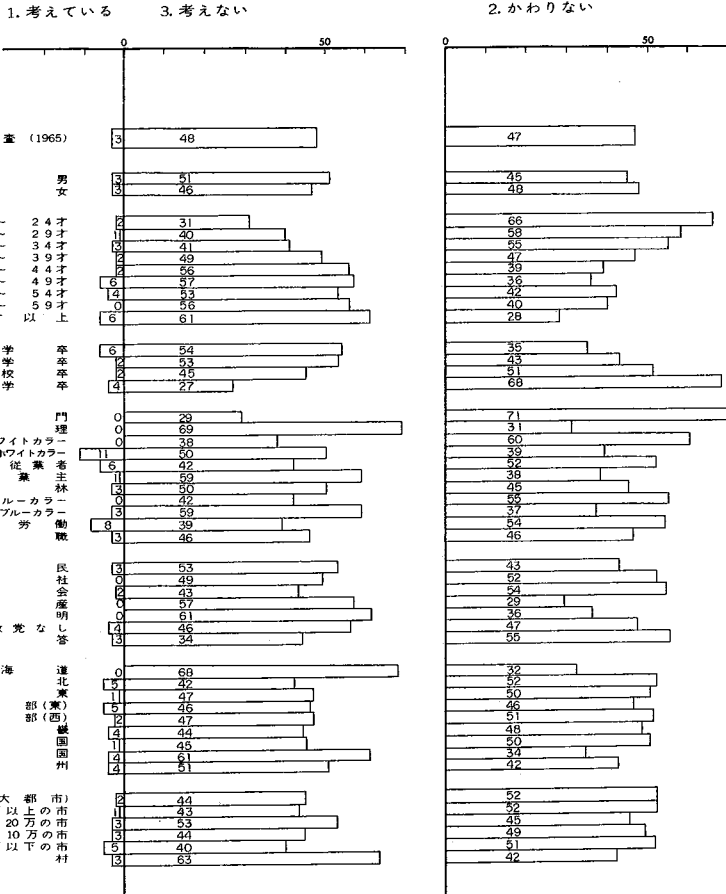 1. 考えている 3. 考えない 2. かわりない
0 50 0 50
査 (1965) 3 48 47
男 3 51 45
女 3 46 48
~ 24才 2 31 66
~ 29才 1 40 58
~ 34才 3 41 55
~ 39才 2 49 47
~ 44才 2 56 39
~ 49才 6 57 36
~ 54才 4 53 42
~ 59才 0 56 40
以上 6 61 28
学卒 6 54 35
学卒 2 53 43
校卒 2 45 51
学卒 4 27 68
門 0 29 71
理 0 69 31
ワイトカラー 0 38 60
ホワイトカラー 11 50 39
従業者 6 42 52
業主 1 59 38
林 3 50 45
ルーカラー 0 42 55
ブルーカラー 3 59 37
労働 8 39 54
職 3 46 46
民 3 53 43
社 0 49 52
会 2 43 54
産 0 57 29
明 0 61 36
党なし 4 46 47
答 3 34 55
海道 0 68 32
北 5 42 52
東 1 47 50
部(東) 5 46 46
部(西) 2 47 51
畿 4 44 48
国 1 45 50
国 4 61 34
州 4 51 42
大都市) 2 44 52
以上の市 1 43 52
20万の市 3 53 45
10万の市 3 44 49
以下の市 5 40 51
村 3 63 42